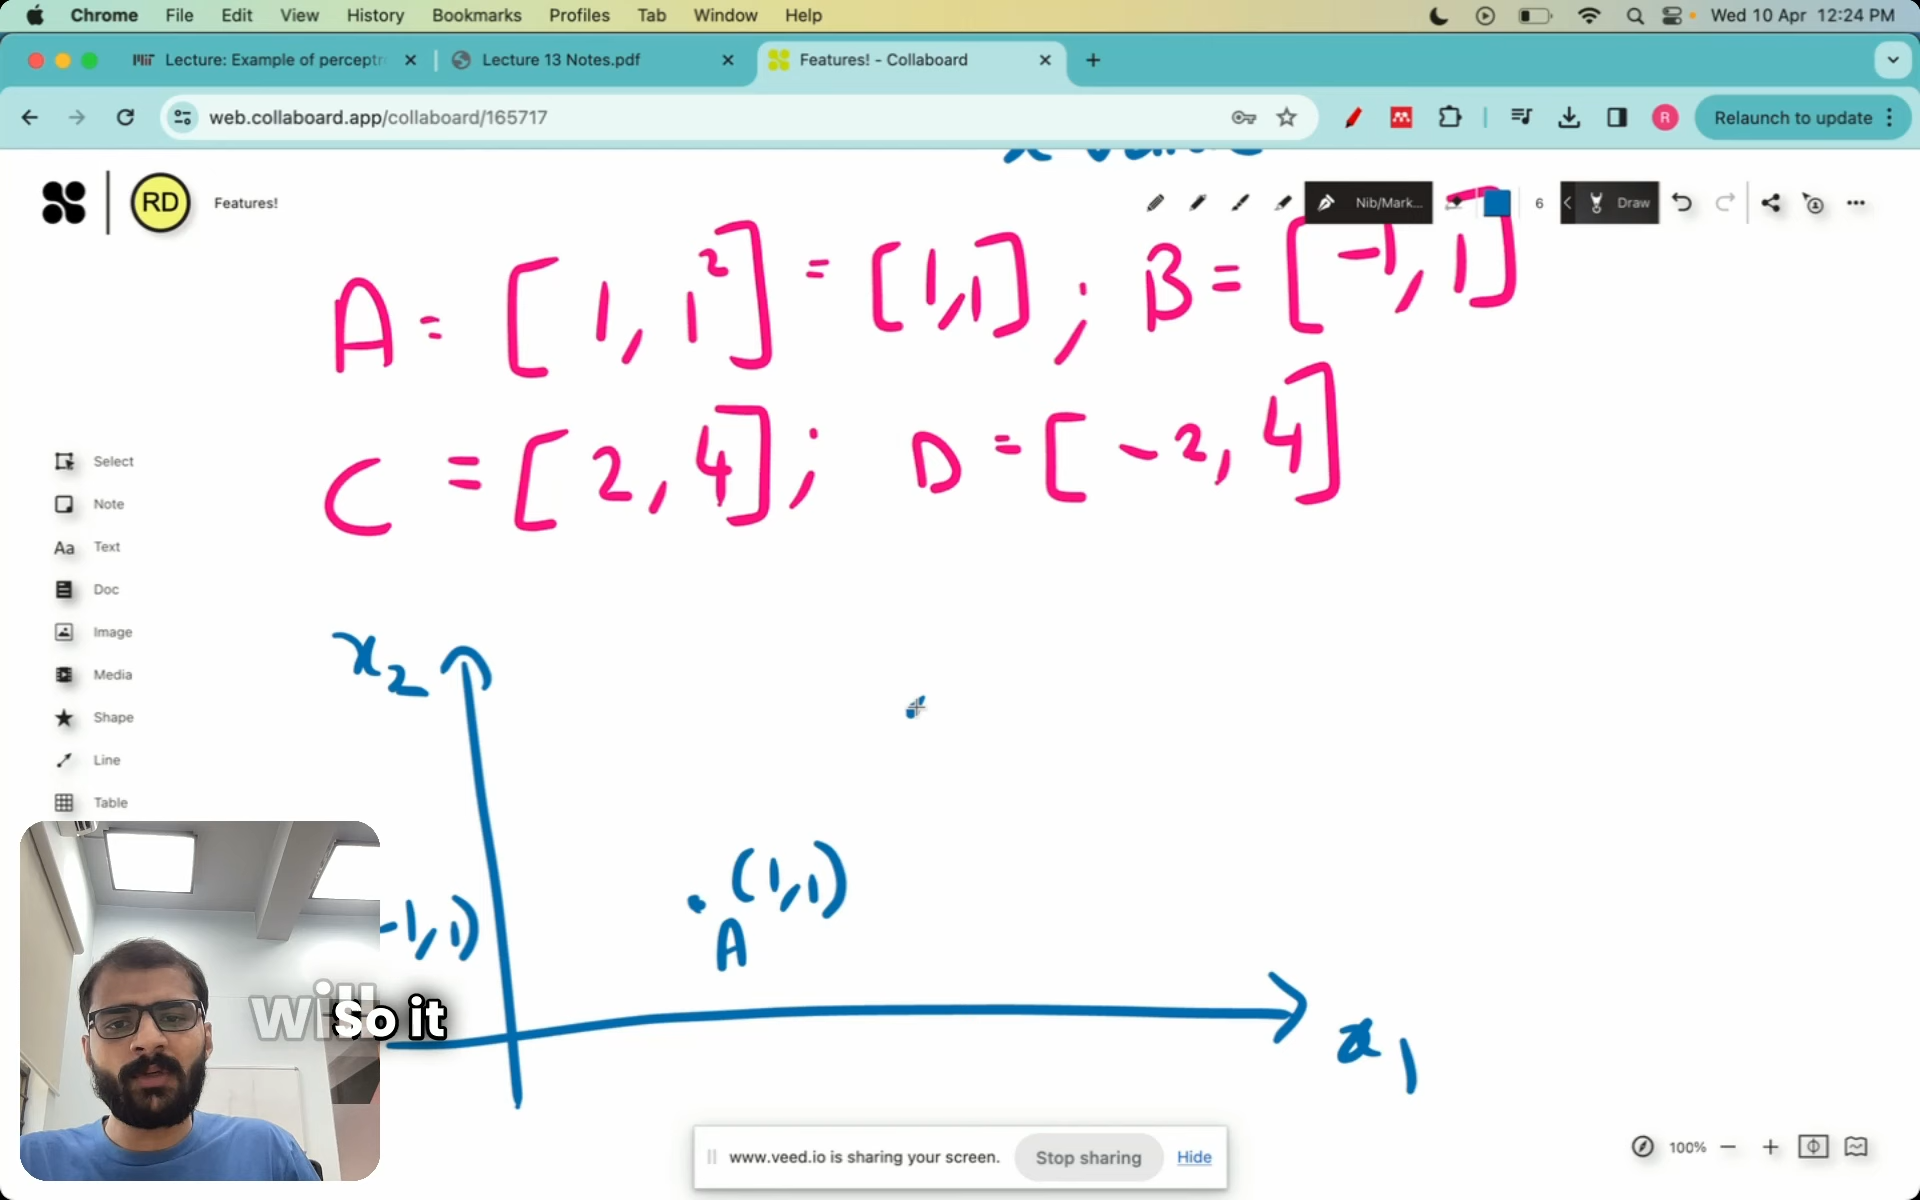 Chrome File Edit View History Bookmarks Profiles Tab Window Help Wed 10 Apr 12:24 PM
MIT Lecture: Example of perceptr Lecture 13 Notes.pdf Features! - Collaboard
web.collaboard.app/collaboard/165717 R Relaunch to update
RD Features! Nib/Mark... 6 Draw
A = [1, 1²] = [1,1]; B = [-1, 1]
C = [2, 4]; D = [-2, 4]
Select
Note
Aa Text
Doc
Image
Media
Shape
Line
Table
x₂
(1,1)
-1,1)
A
So it
x₁
www.veed.io is sharing your screen. Stop sharing Hide
100%